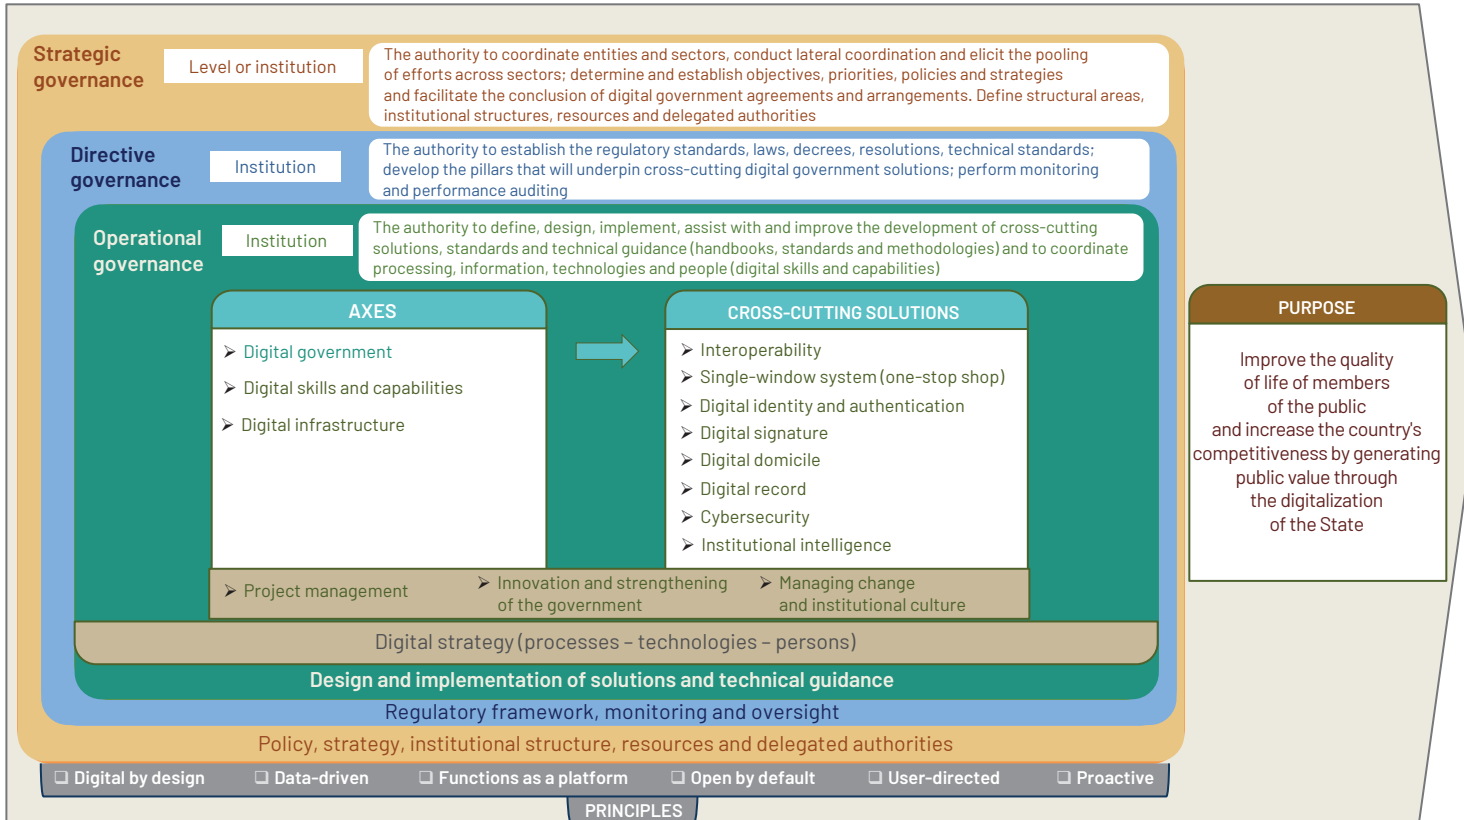 Strategic
governance
Level or institution
The authority to coordinate entities and sectors, conduct lateral coordination and elicit the pooling
of efforts across sectors; determine and establish objectives, priorities, policies and strategies
and facilitate the conclusion of digital government agreements and arrangements. Define structural areas,
institutional structures, resources and delegated authorities
Directive
governance
Institution
The authority to establish the regulatory standards, laws, decrees, resolutions, technical standards;
develop the pillars that will underpin cross-cutting digital government solutions; perform monitoring
and performance auditing
Operational
governance
Institution
The authority to define, design, implement, assist with and improve the development of cross-cutting
solutions, standards and technical guidance (handbooks, standards and methodologies) and to coordinate
processing, information, technologies and people (digital skills and capabilities)
AXES
➢ Digital government
➢ Digital skills and capabilities
➢ Digital infrastructure
CROSS-CUTTING SOLUTIONS
➢ Interoperability
➢ Single-window system (one-stop shop)
➢ Digital identity and authentication
➢ Digital signature
➢ Digital domicile
➢ Digital record
➢ Cybersecurity
➢ Institutional intelligence
➢ Project management
➢ Innovation and strengthening
of the government
➢ Managing change
and institutional culture
Digital strategy (processes – technologies – persons)
Design and implementation of solutions and technical guidance
Regulatory framework, monitoring and oversight
Policy, strategy, institutional structure, resources and delegated authorities
❑ Digital by design
❑ Data-driven
❑ Functions as a platform
❑ Open by default
❑ User-directed
❑ Proactive
PRINCIPLES
PURPOSE
Improve the quality
of life of members
of the public
and increase the country's
competitiveness by generating
public value through
the digitalization
of the State